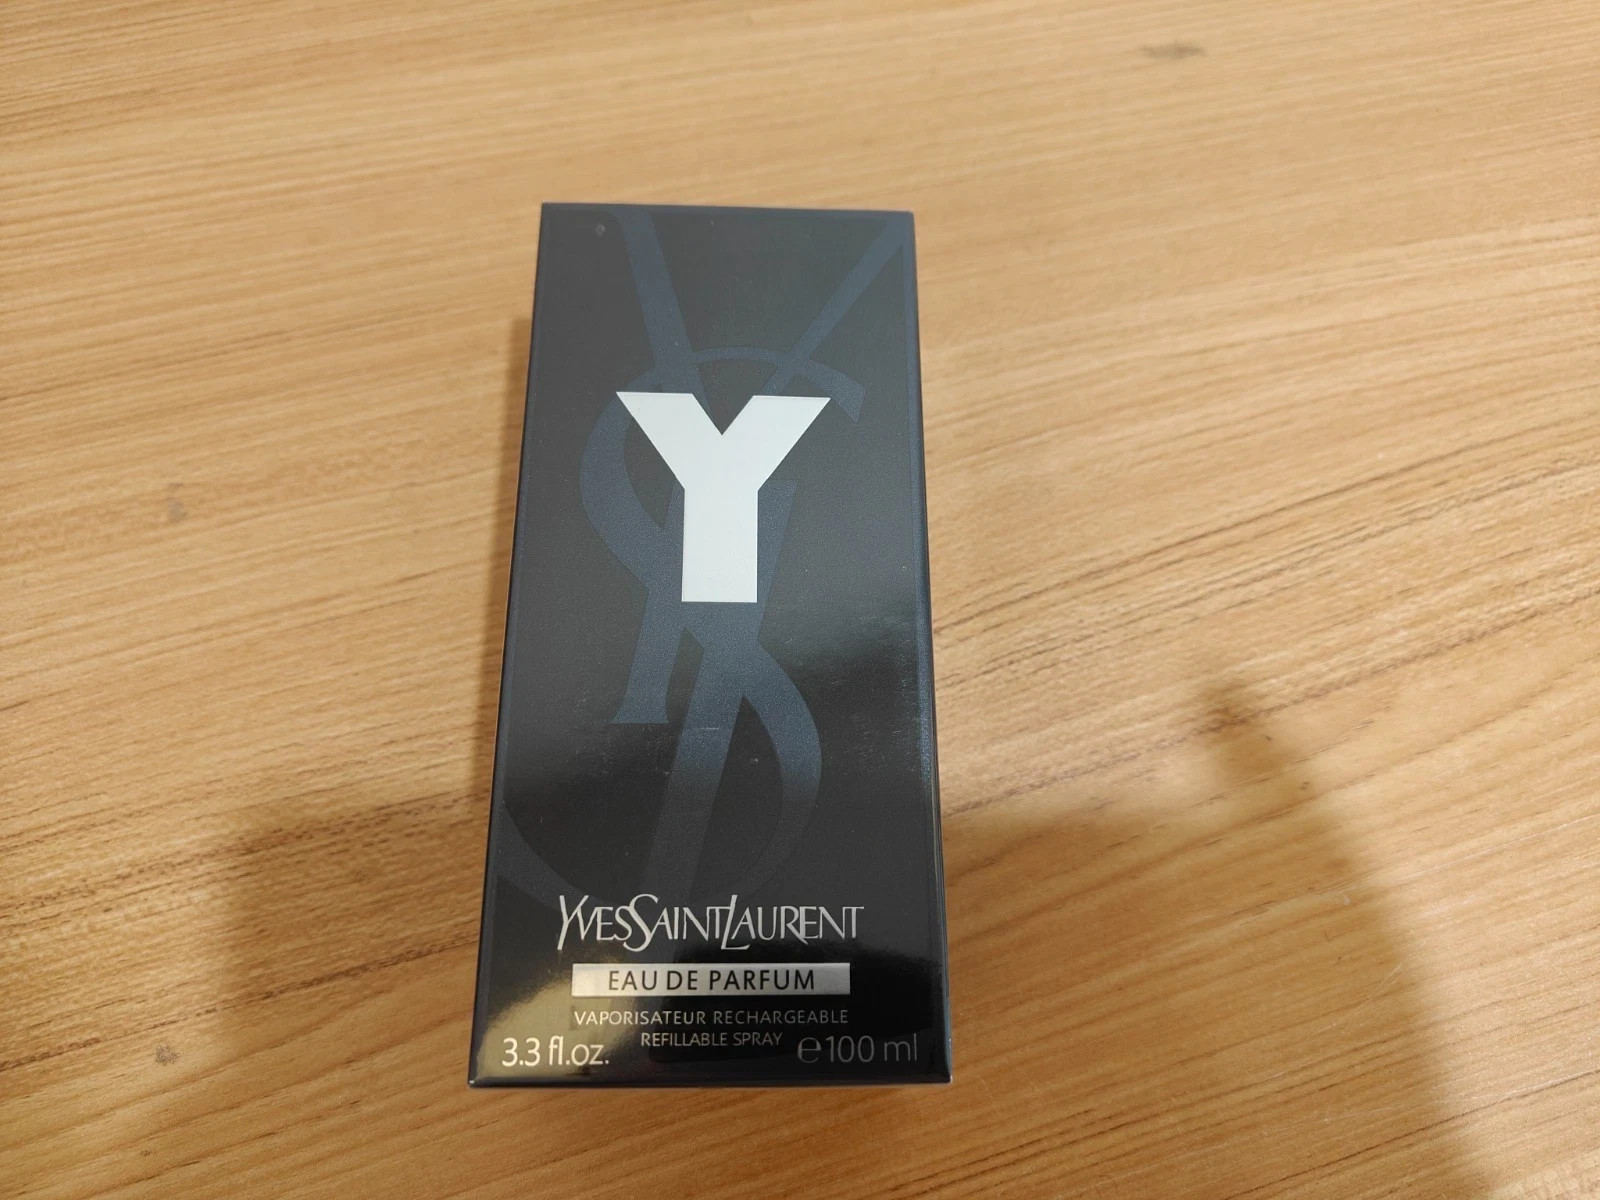 Y
YVESSAINTLAURENT
EAU DE PARFUM
VAPORISATEUR RECHARGEABLE
REFILLABLE SPRAY
3.3 fl.oz. ℮100 ml